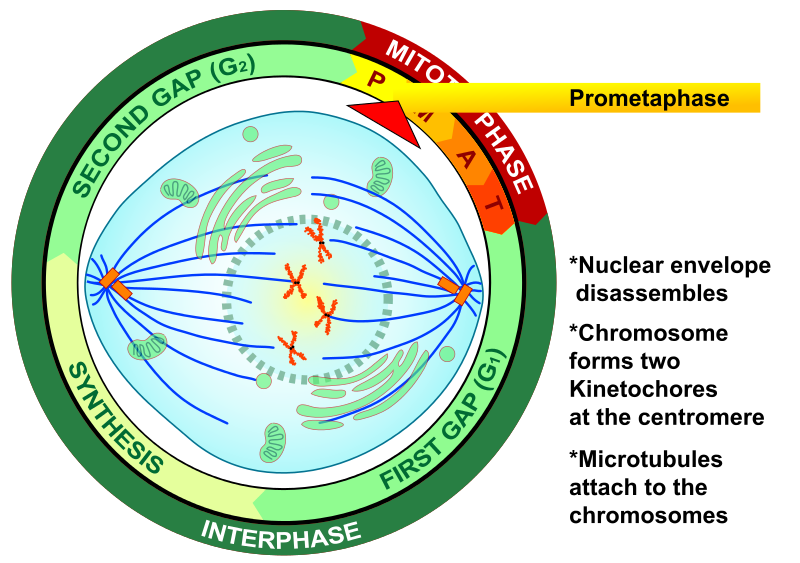 SECOND GAP (G2)
MITOTIC PHASE
P
M
A
T
Prometaphase
*Nuclear envelope
disassembles
*Chromosome
forms two
Kinetochores
at the centromere
*Microtubules
attach to the
chromosomes
SYNTHESIS
FIRST GAP (G1)
INTERPHASE